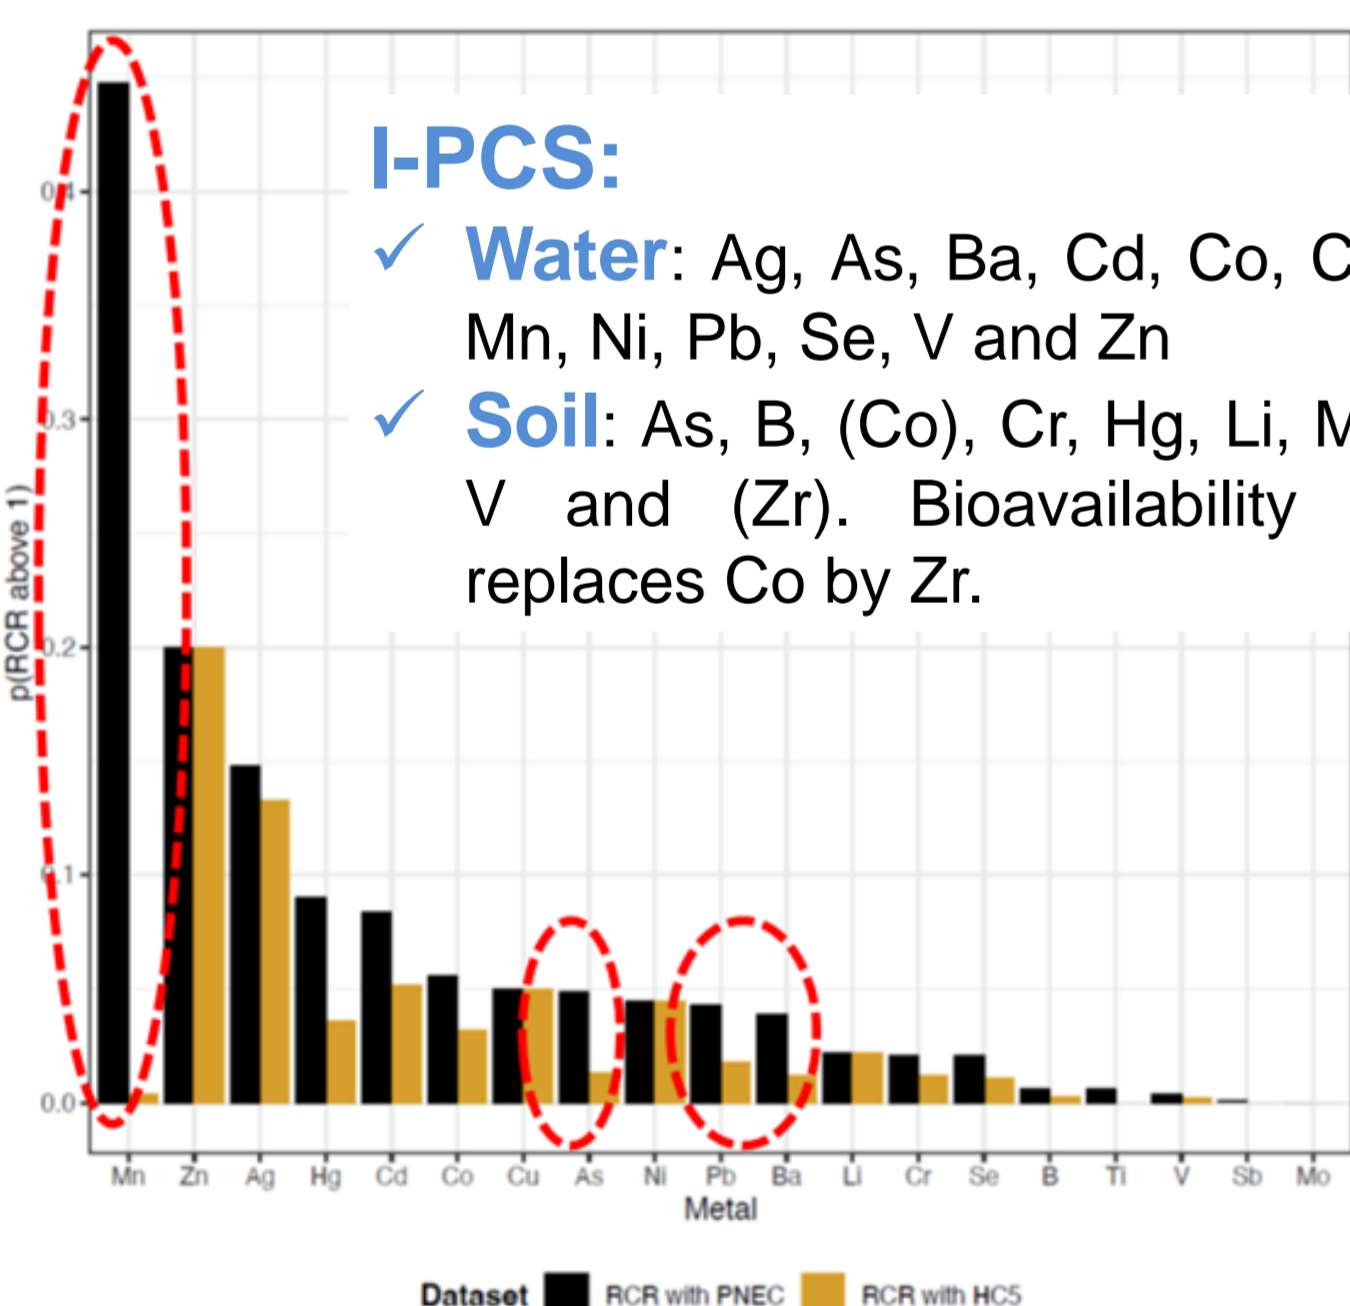 I-PCS:
✓ Water: Ag, As, Ba, Cd, Co,
Mn, Ni, Pb, Se, V and Zn
✓ Soil: As, B, (Co), Cr, Hg, Li,
V and (Zr). Bioavailability
replaces Co by Zr.
p(RCR above 1)
0.4
0.3
0.2
0.1
0.0
Mn Zn Ag Hg Cd Co Cu As Ni Pb Ba Li Cr Se B Tl V Sb Mo
Metal
Dataset RCR with PNEC RCR with HC5